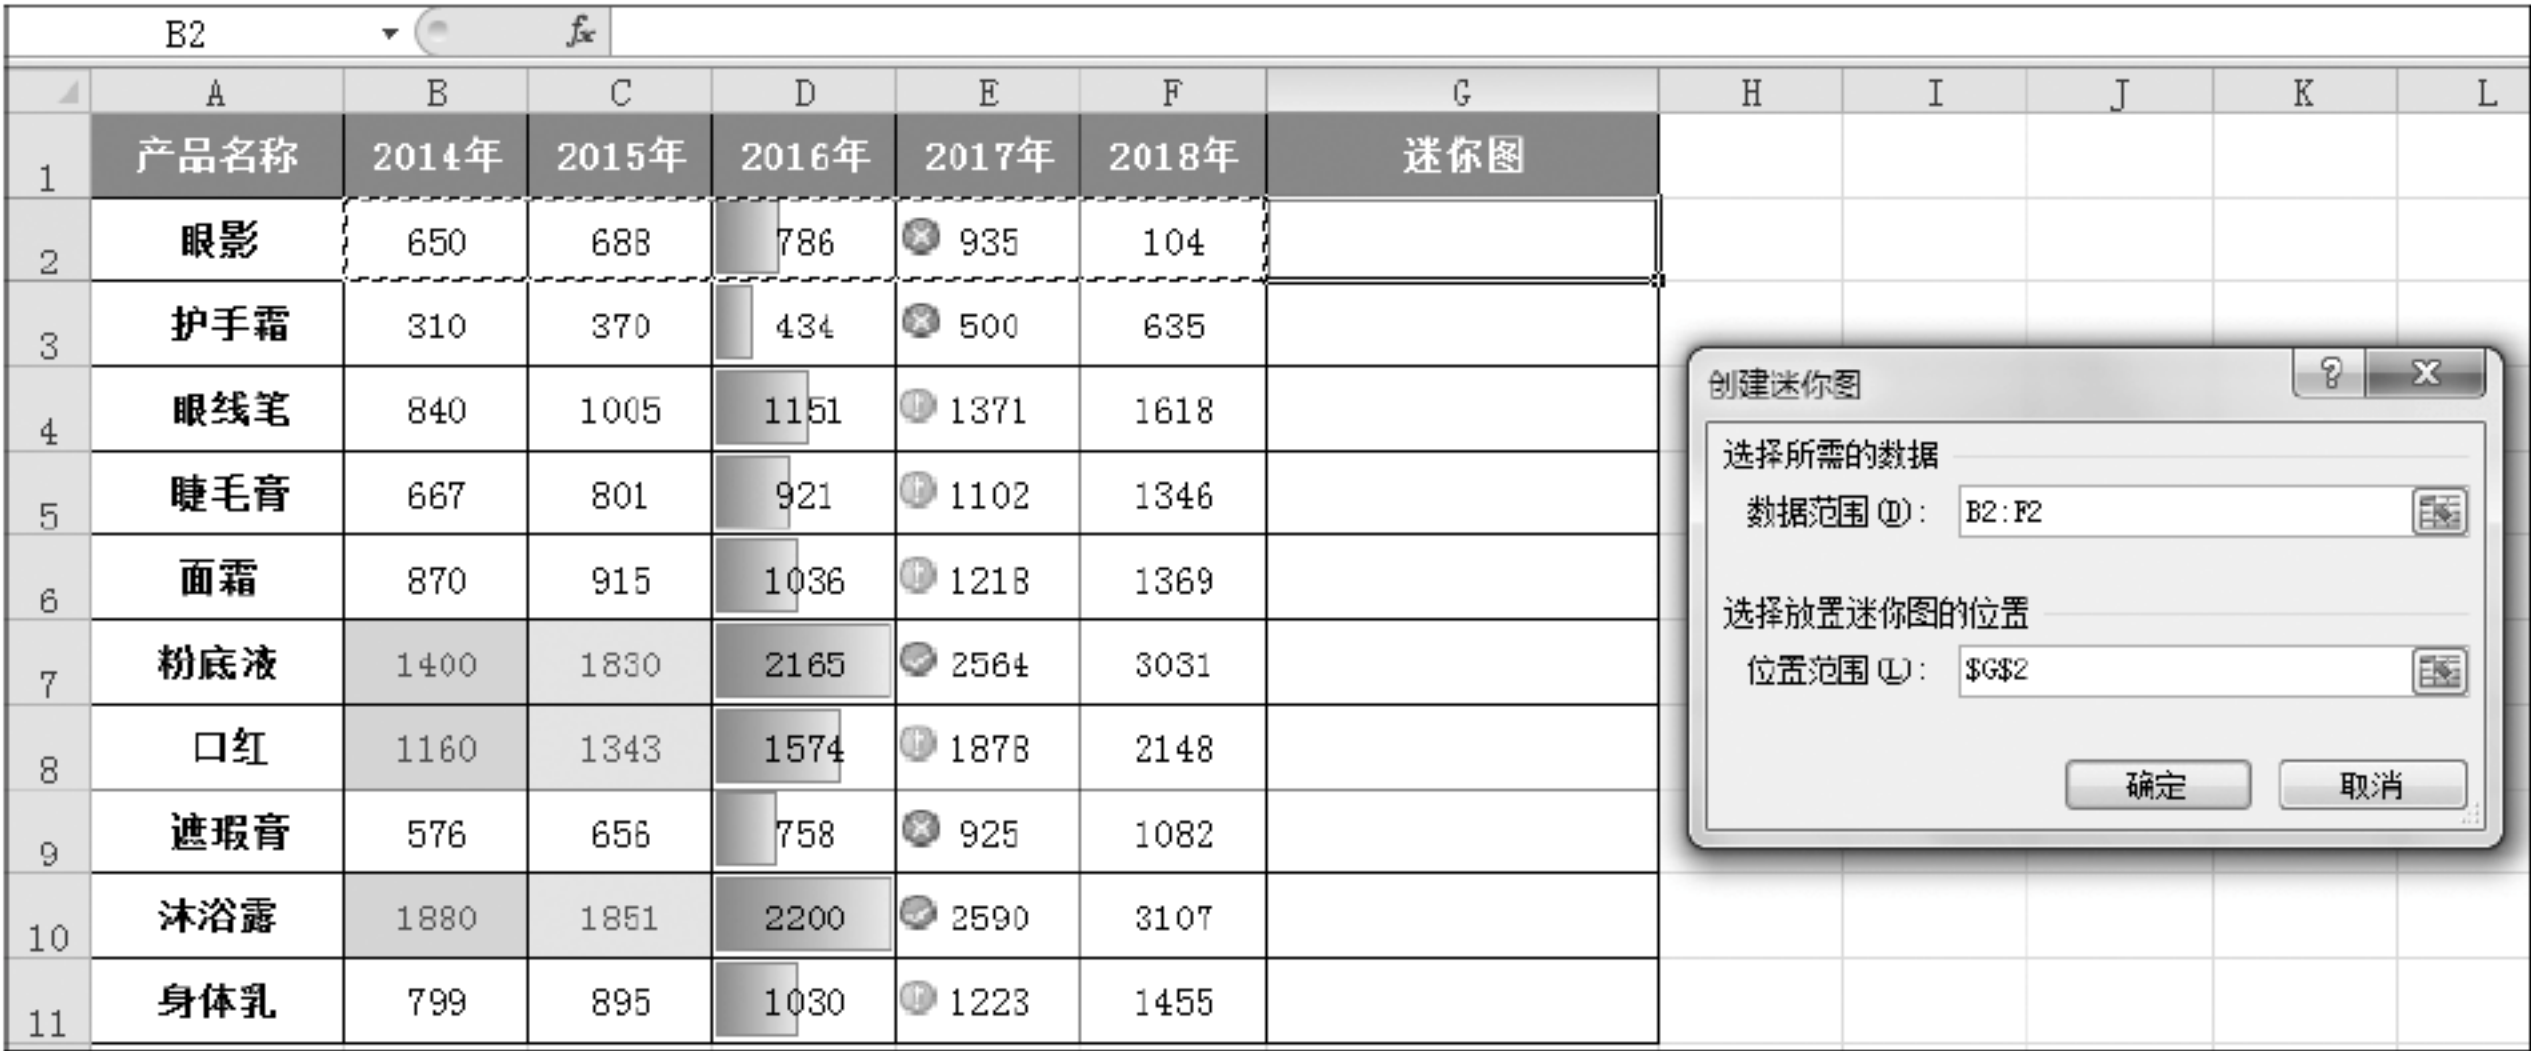 B2 fx
A B C D E F G H I J K L
1 产品名称 2014年 2015年 2016年 2017年 2018年 迷你图
2 眼影 650 688 786 935 104
3 护手霜 310 370 434 500 635
4 眼线笔 840 1005 1151 1371 1618
5 睫毛膏 667 801 921 1102 1346
6 面霜 870 915 1036 1218 1369
7 粉底液 1400 1830 2165 2564 3031
8 口红 1160 1343 1574 1878 2148
9 遮瑕膏 576 656 758 925 1082
10 沐浴露 1880 1851 2200 2590 3107
11 身体乳 799 895 1030 1223 1455
创建迷你图 ? X
选择所需的数据
数据范围(D): B2:F2
选择放置迷你图的位置
位置范围(L): $G$2
确定 取消